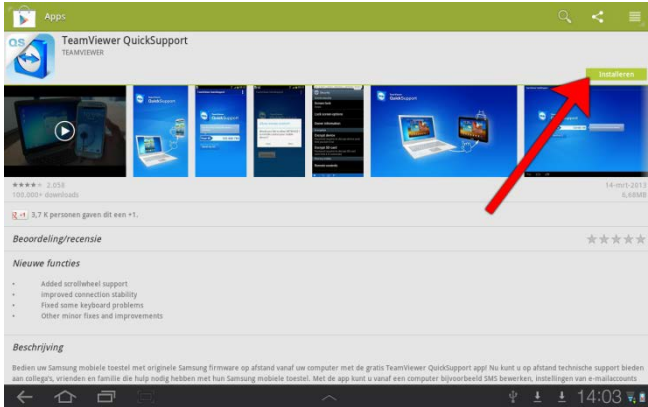 Apps
QS
TeamViewer QuickSupport
TEAMVIEWER
Installeren
QuickSupport
2.058
100.000+ downloads
14-mrt-2013
6,69MB
+1 3,7 K personen gaven dit een +1.
Beoordeling/recensie
Nieuwe functies
• Added scrollwheel support
• improved connection stability
• Fixed some keyboard problems
• Other minor fixes and improvements
Beschrijving
Bedien uw Samsung mobiele toestel met originele Samsung firmware op afstand vanaf uw computer met de gratis TeamViewer QuickSupport app! Nu kunt u op afstand technische support bieden
aan collega's, vrienden en familie die hulp nodig hebben met hun Samsung mobiele toestel. Met de app kunt u vanaf een computer bijvoorbeeld SMS bewerken, instellingen van e-mailaccounts
14:03